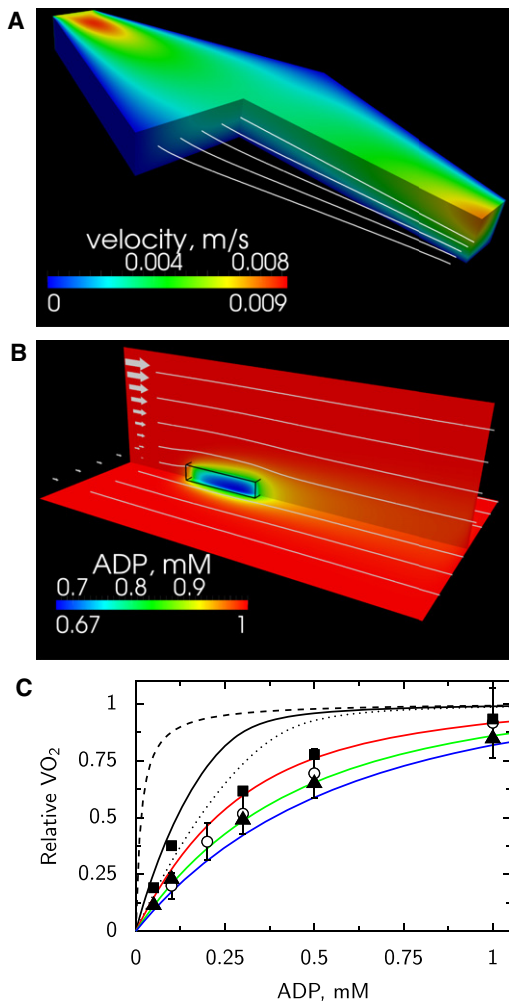 A
velocity, m/s
0.004 0.008
0 0.009
B
ADP, mM
0.7 0.8 0.9
0.67 1
C
1
0.75
0.5
0.25
0
Relative VO₂
0 0.25 0.5 0.75 1
ADP, mM